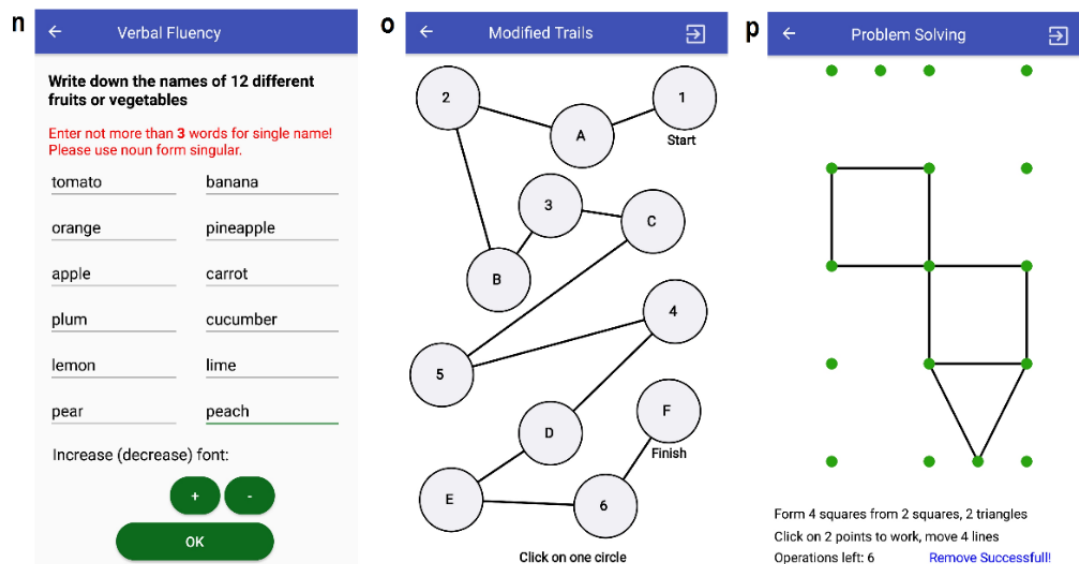 n
Verbal Fluency
Write down the names of 12 different
fruits or vegetables
Enter not more than 3 words for single name!
Please use noun form singular.
tomato banana
orange pineapple
apple carrot
plum cucumber
lemon lime
pear peach
Increase (decrease) font:
+ -
OK
o
Modified Trails
2
1
A
Start
3
C
B
4
5
F
D
Finish
E
6
Click on one circle
p
Problem Solving
Form 4 squares from 2 squares, 2 triangles
Click on 2 points to work, move 4 lines
Operations left: 6 Remove Successfull!